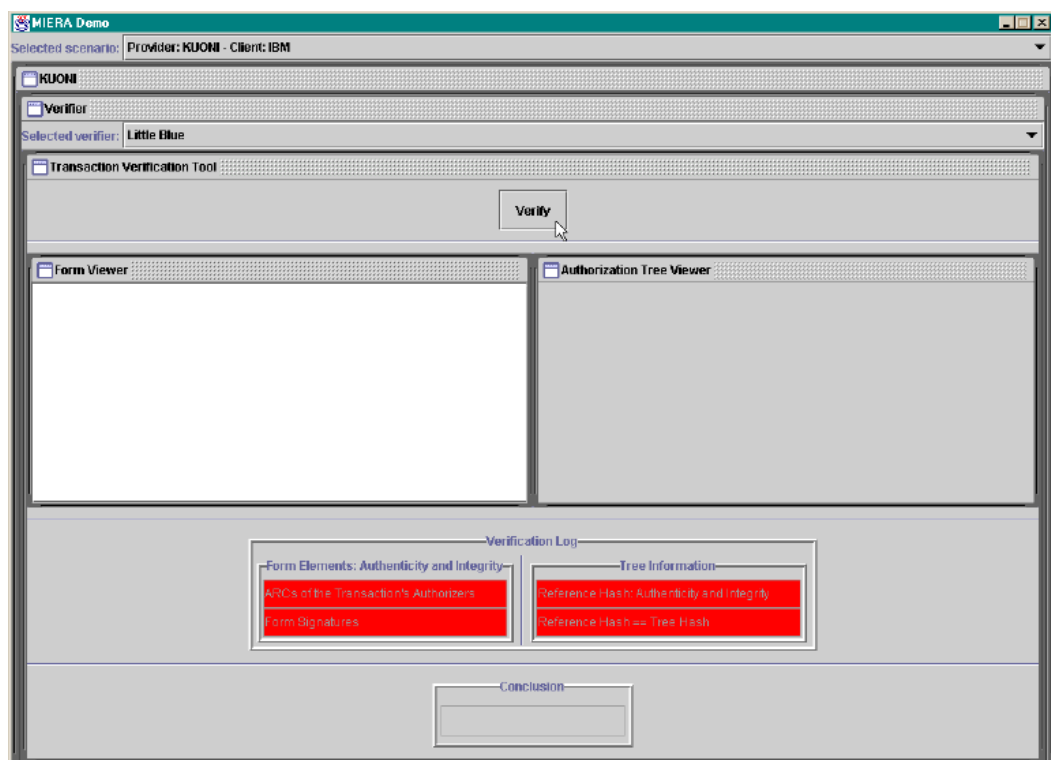 MIERA Demo
Selected scenario: Provider: KUONI - Client: IBM
KUONI
Verifier
Selected verifier: Little Blue
Transaction Verification Tool
Verify
Form Viewer
Authorization Tree Viewer
Verification Log
Form Elements: Authenticity and Integrity
Tree Information
ARCs of the Transaction's Authorizers
Reference Hash: Authenticity and Integrity
Form Signatures
Reference Hash == Tree Hash
Conclusion